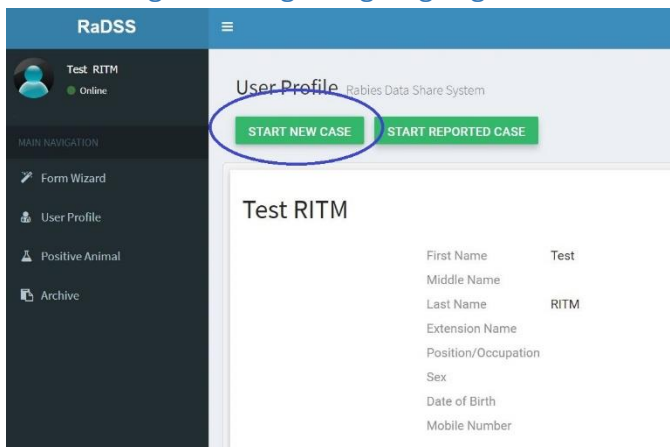 RaDSS
Test RITM
Online
MAIN NAVIGATION
Form Wizard
User Profile
Positive Animal
Archive
User Profile Rabies Data Share System
START NEW CASE START REPORTED CASE
Test RITM
First Name Test
Middle Name
Last Name RITM
Extension Name
Position/Occupation
Sex
Date of Birth
Mobile Number